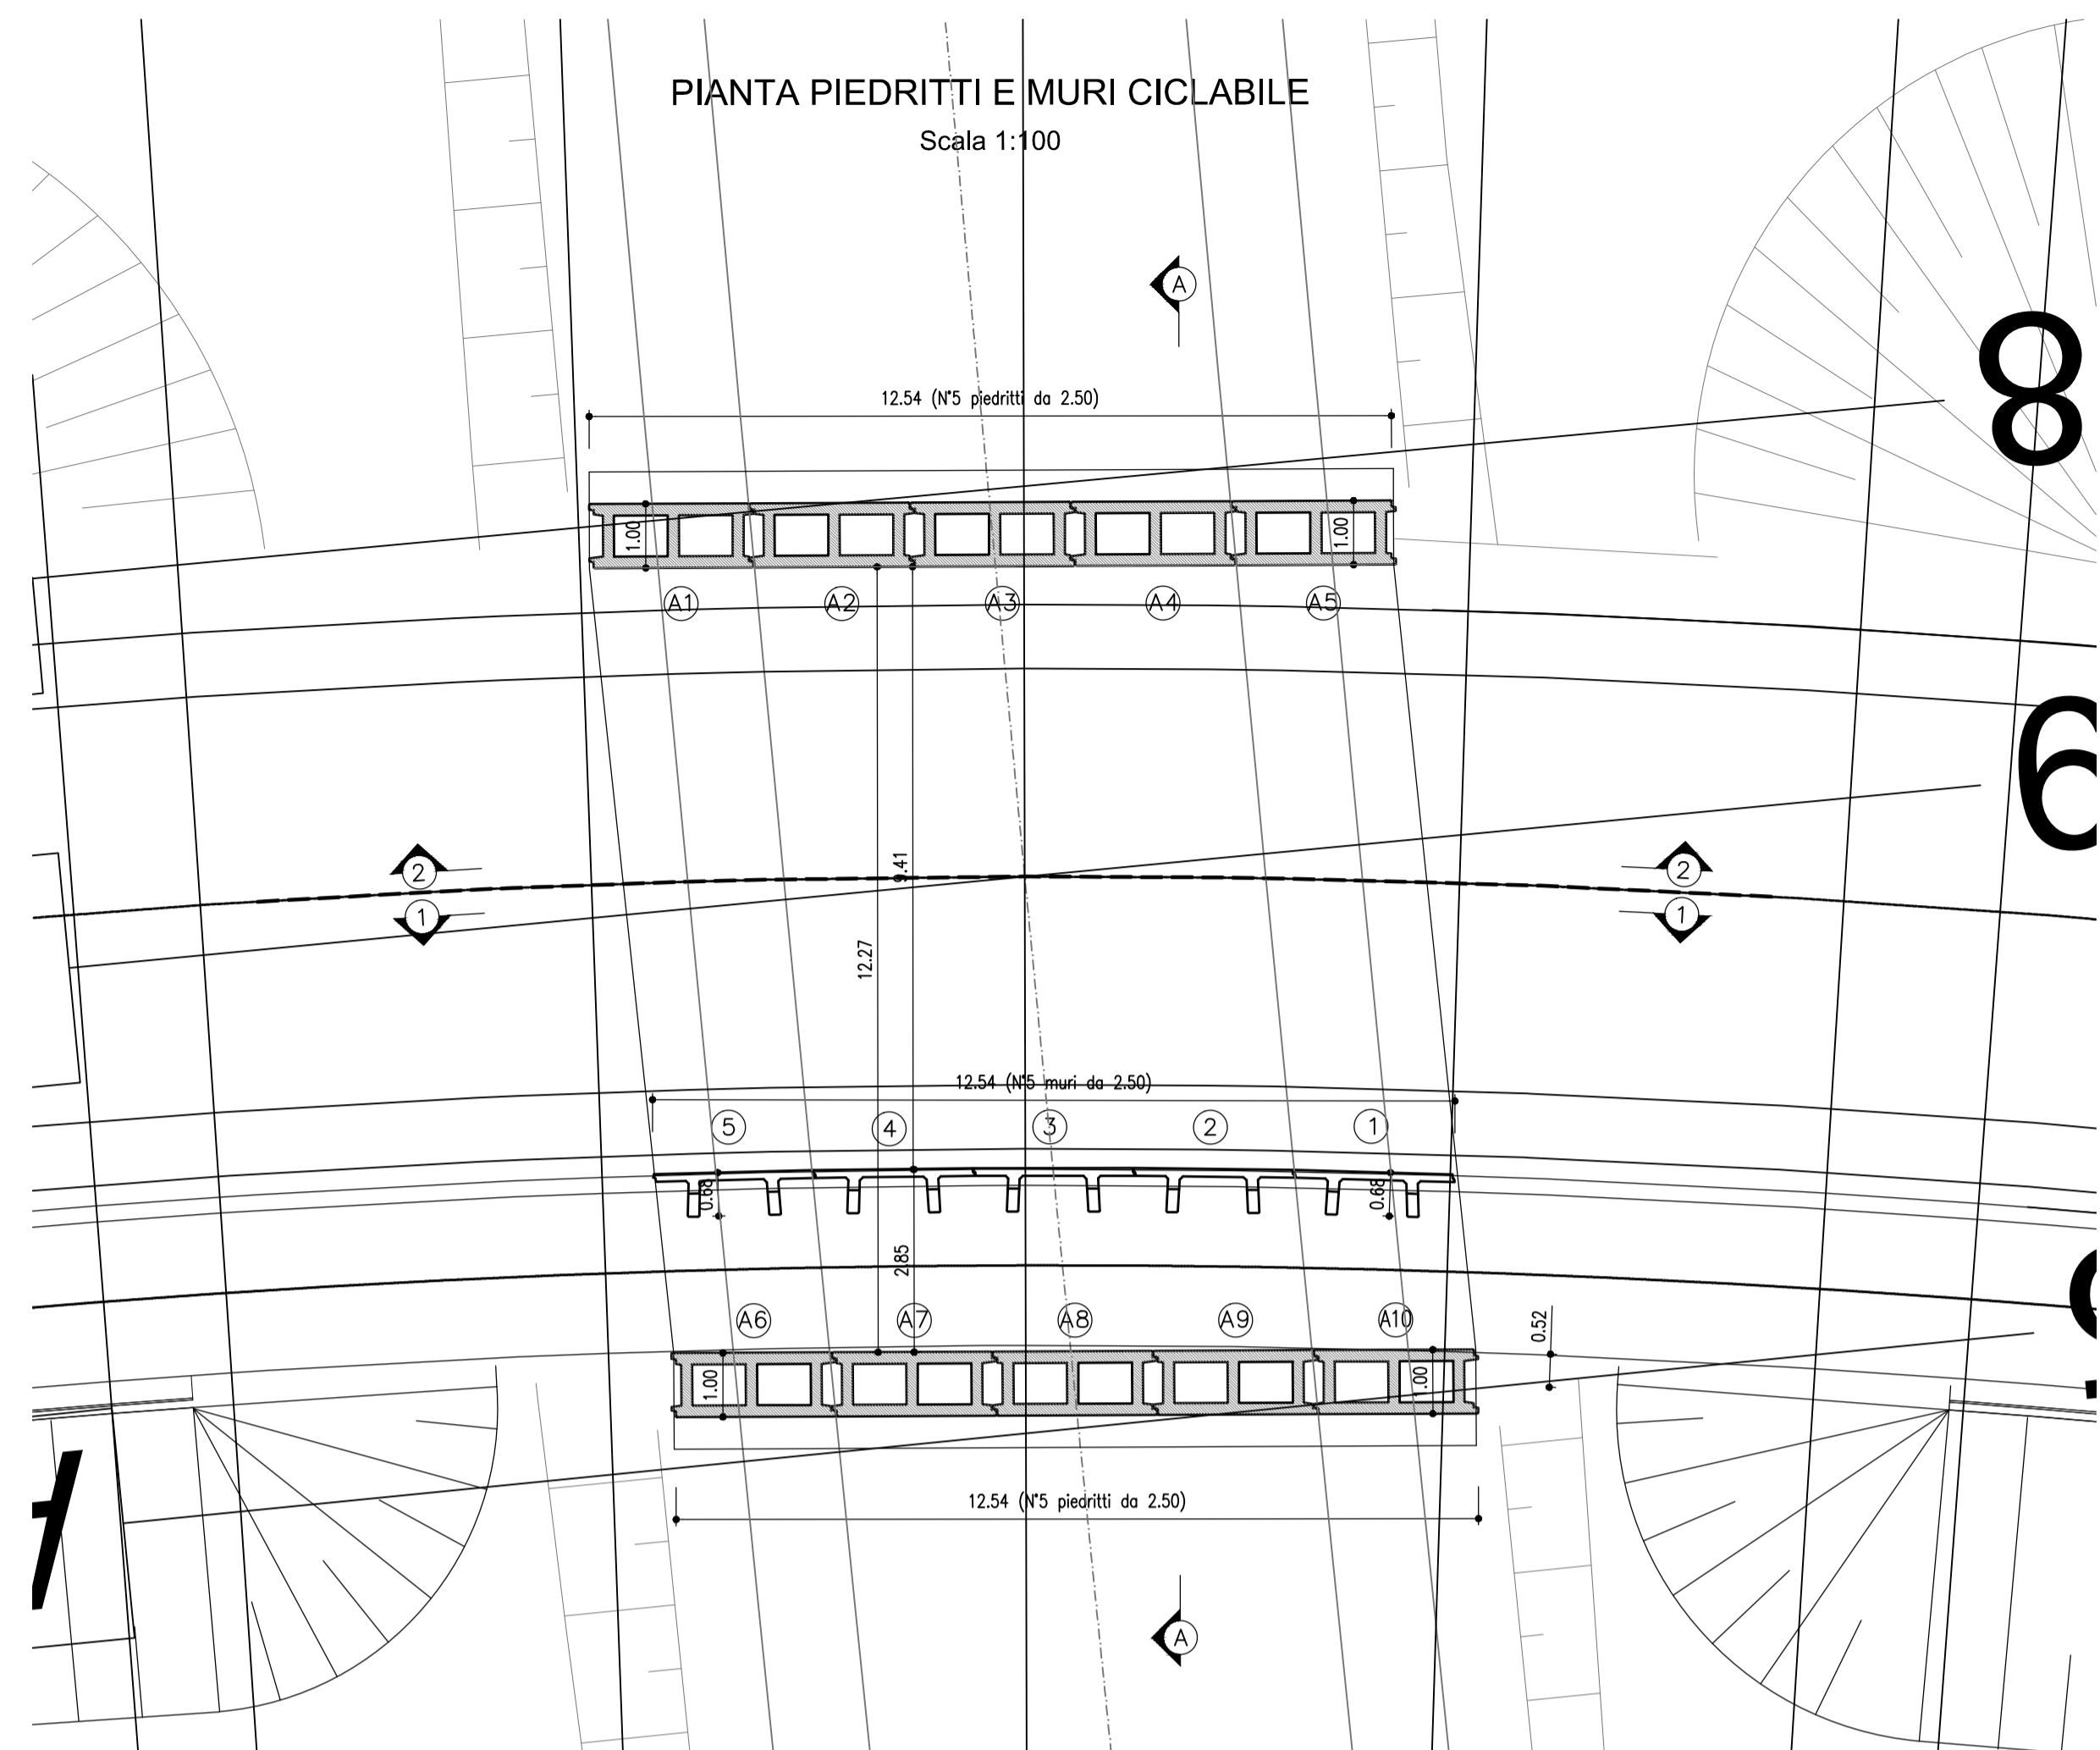 PIANTA PIEDRITTI E MURI CICLABILE
Scala 1:100
A
8
12.54 (N°5 piedritti da 2.50)
1.00
1.00
A1 A2 A3 A4 A5
6
9.41
2 2
1 1
12.27
12.54 (N°5 muri da 2.50)
5 4 3 2 1
0.68
0.68
2.85
A6 A7 A8 A9 A10
0.52
1.00
1.00
12.54 (N°5 piedritti da 2.50)
A